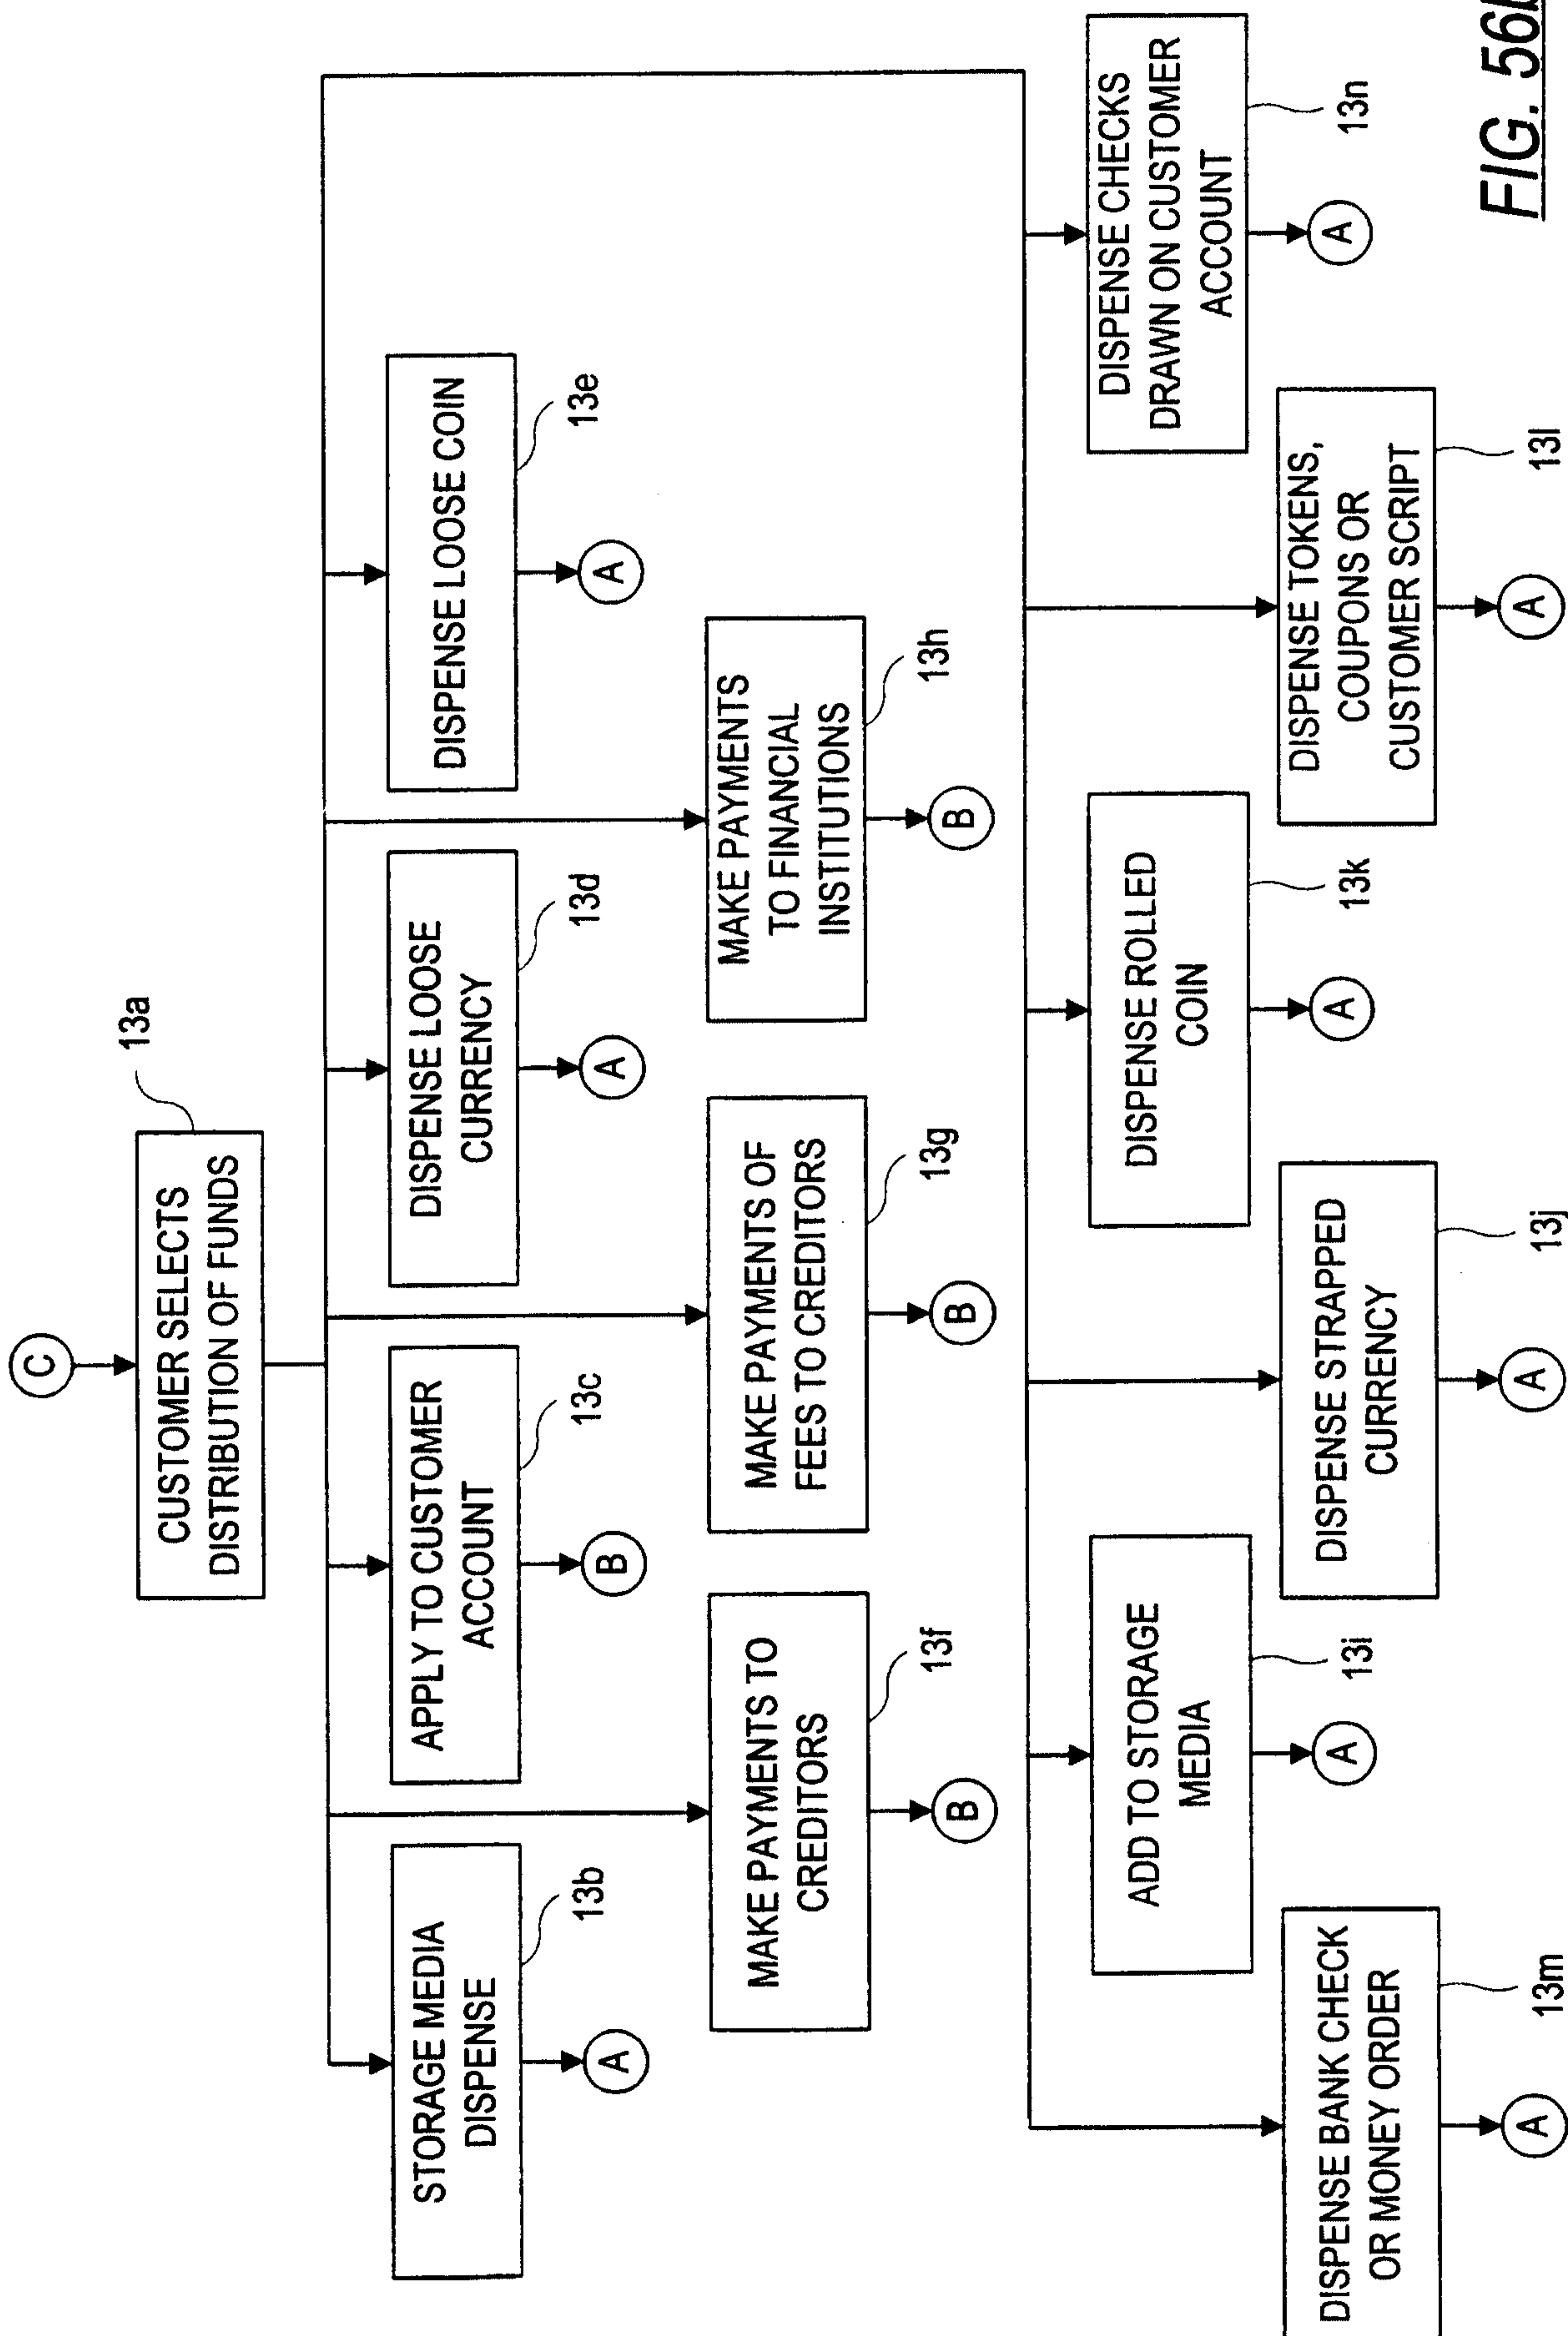 C
CUSTOMER SELECTS
DISTRIBUTION OF FUNDS
13a
STORAGE MEDIA
DISPENSE
13b
A
APPLY TO CUSTOMER
ACCOUNT
13c
B
DISPENSE LOOSE
CURRENCY
13d
A
DISPENSE LOOSE COIN
13e
A
MAKE PAYMENTS TO
CREDITORS
13f
B
MAKE PAYMENTS OF
FEES TO CREDITORS
13g
B
MAKE PAYMENTS
TO FINANCIAL
INSTITUTIONS
13h
B
ADD TO STORAGE
MEDIA
13i
A
DISPENSE ROLLED
COIN
13k
A
DISPENSE CHECKS
DRAWN ON CUSTOMER
ACCOUNT
13n
A
DISPENSE BANK CHECK
OR MONEY ORDER
13m
A
DISPENSE STRAPPED
CURRENCY
13j
A
DISPENSE TOKENS,
COUPONS OR
CUSTOMER SCRIPT
13l
A
FIG. 56b